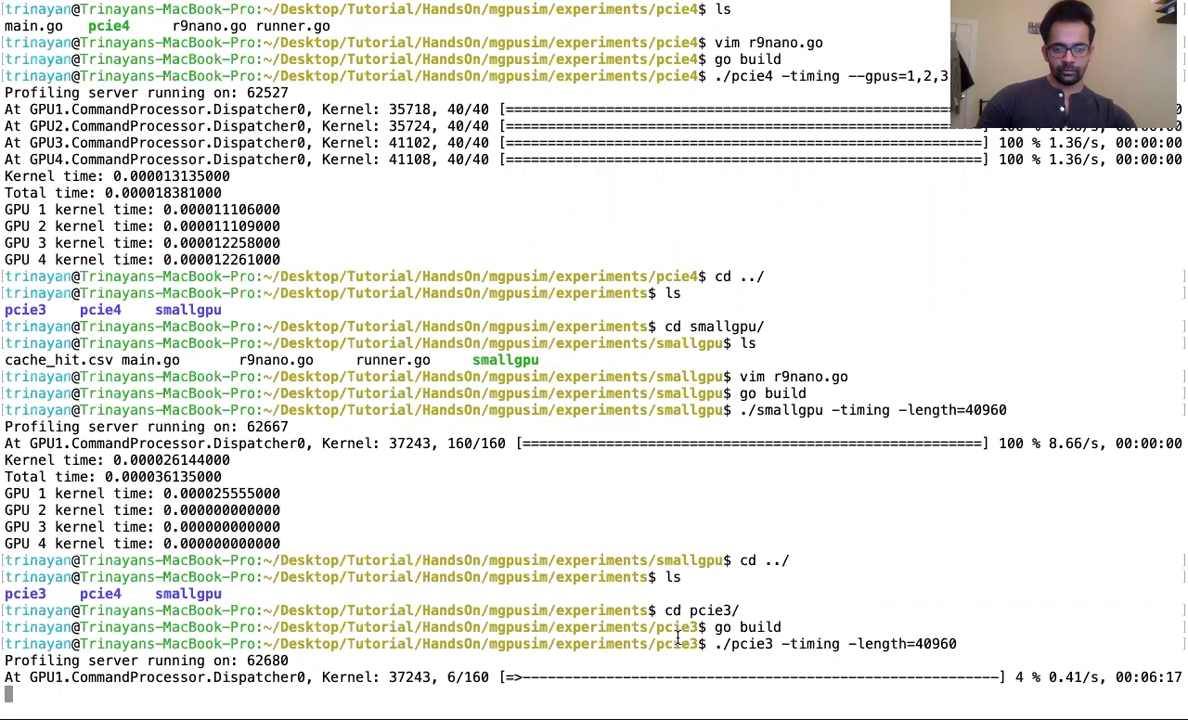 [trinayan@Trinayans-MacBook-Pro:~/Desktop/Tutorial/HandsOn/mgpusim/experiments/pcie4$ ls
main.go   pcie4     r9nano.go runner.go
[trinayan@Trinayans-MacBook-Pro:~/Desktop/Tutorial/HandsOn/mgpusim/experiments/pcie4$ vim r9nano.go
[trinayan@Trinayans-MacBook-Pro:~/Desktop/Tutorial/HandsOn/mgpusim/experiments/pcie4$ go build
[trinayan@Trinayans-MacBook-Pro:~/Desktop/Tutorial/HandsOn/mgpusim/experiments/pcie4$ ./pcie4 -timing --gpus=1,2,3
Profiling server running on: 62527
At GPU1.CommandProcessor.Dispatcher0, Kernel: 35718, 40/40 [======================================================
At GPU2.CommandProcessor.Dispatcher0, Kernel: 35724, 40/40 [==========================================================] 100 % 1.36/s, 00:00:00
At GPU3.CommandProcessor.Dispatcher0, Kernel: 41102, 40/40 [==========================================================] 100 % 1.36/s, 00:00:00
At GPU4.CommandProcessor.Dispatcher0, Kernel: 41108, 40/40 [==========================================================] 100 % 1.36/s, 00:00:00
Kernel time: 0.000013135000
Total time: 0.000018381000
GPU 1 kernel time: 0.000011106000
GPU 2 kernel time: 0.000011109000
GPU 3 kernel time: 0.000012258000
GPU 4 kernel time: 0.000012261000
[trinayan@Trinayans-MacBook-Pro:~/Desktop/Tutorial/HandsOn/mgpusim/experiments/pcie4$ cd ../ ]
[trinayan@Trinayans-MacBook-Pro:~/Desktop/Tutorial/HandsOn/mgpusim/experiments$ ls ]
pcie3    pcie4    smallgpu
[trinayan@Trinayans-MacBook-Pro:~/Desktop/Tutorial/HandsOn/mgpusim/experiments$ cd smallgpu/ ]
[trinayan@Trinayans-MacBook-Pro:~/Desktop/Tutorial/HandsOn/mgpusim/experiments/smallgpu$ ls ]
cache_hit.csv main.go       r9nano.go     runner.go     smallgpu
[trinayan@Trinayans-MacBook-Pro:~/Desktop/Tutorial/HandsOn/mgpusim/experiments/smallgpu$ vim r9nano.go ]
[trinayan@Trinayans-MacBook-Pro:~/Desktop/Tutorial/HandsOn/mgpusim/experiments/smallgpu$ go build ]
[trinayan@Trinayans-MacBook-Pro:~/Desktop/Tutorial/HandsOn/mgpusim/experiments/smallgpu$ ./smallgpu -timing -length=40960 ]
Profiling server running on: 62667
At GPU1.CommandProcessor.Dispatcher0, Kernel: 37243, 160/160 [========================================================] 100 % 8.66/s, 00:00:00
Kernel time: 0.000026144000
Total time: 0.000036135000
GPU 1 kernel time: 0.000025555000
GPU 2 kernel time: 0.000000000000
GPU 3 kernel time: 0.000000000000
GPU 4 kernel time: 0.000000000000
[trinayan@Trinayans-MacBook-Pro:~/Desktop/Tutorial/HandsOn/mgpusim/experiments/smallgpu$ cd ../ ]
[trinayan@Trinayans-MacBook-Pro:~/Desktop/Tutorial/HandsOn/mgpusim/experiments$ ls ]
pcie3    pcie4    smallgpu
[trinayan@Trinayans-MacBook-Pro:~/Desktop/Tutorial/HandsOn/mgpusim/experiments$ cd pcie3/ ]
[trinayan@Trinayans-MacBook-Pro:~/Desktop/Tutorial/HandsOn/mgpusim/experiments/pcie3$ go build ]
[trinayan@Trinayans-MacBook-Pro:~/Desktop/Tutorial/HandsOn/mgpusim/experiments/pcie3$ ./pcie3 -timing -length=40960 ]
Profiling server running on: 62680
At GPU1.CommandProcessor.Dispatcher0, Kernel: 37243, 6/160 [=>----------------------------------------------------------] 4 % 0.41/s, 00:06:17